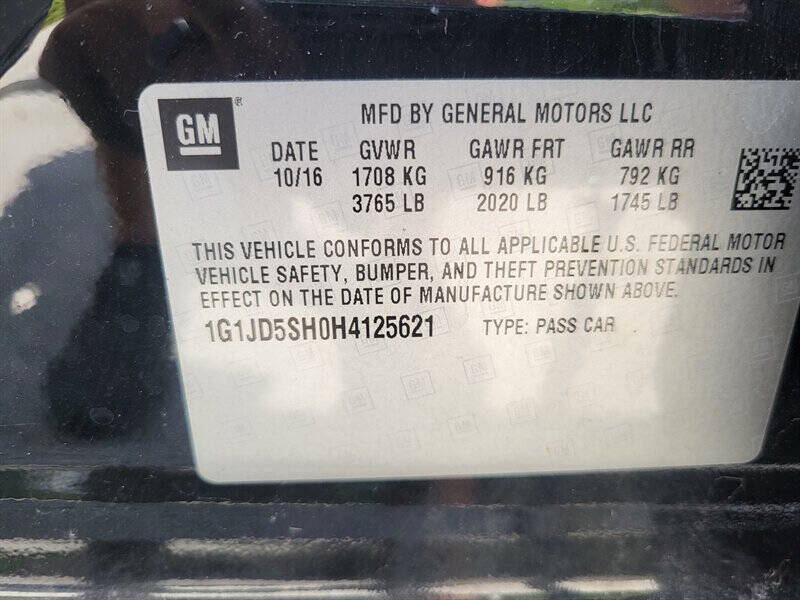 GM ®
MFD BY GENERAL MOTORS LLC
DATE GVWR GAWR FRT GAWR RR
10/16 1708 KG 916 KG 792 KG
3765 LB 2020 LB 1745 LB
THIS VEHICLE CONFORMS TO ALL APPLICABLE U.S. FEDERAL MOTOR
VEHICLE SAFETY, BUMPER, AND THEFT PREVENTION STANDARDS IN
EFFECT ON THE DATE OF MANUFACTURE SHOWN ABOVE.
1G1JD5SH0H4125621 TYPE: PASS CAR